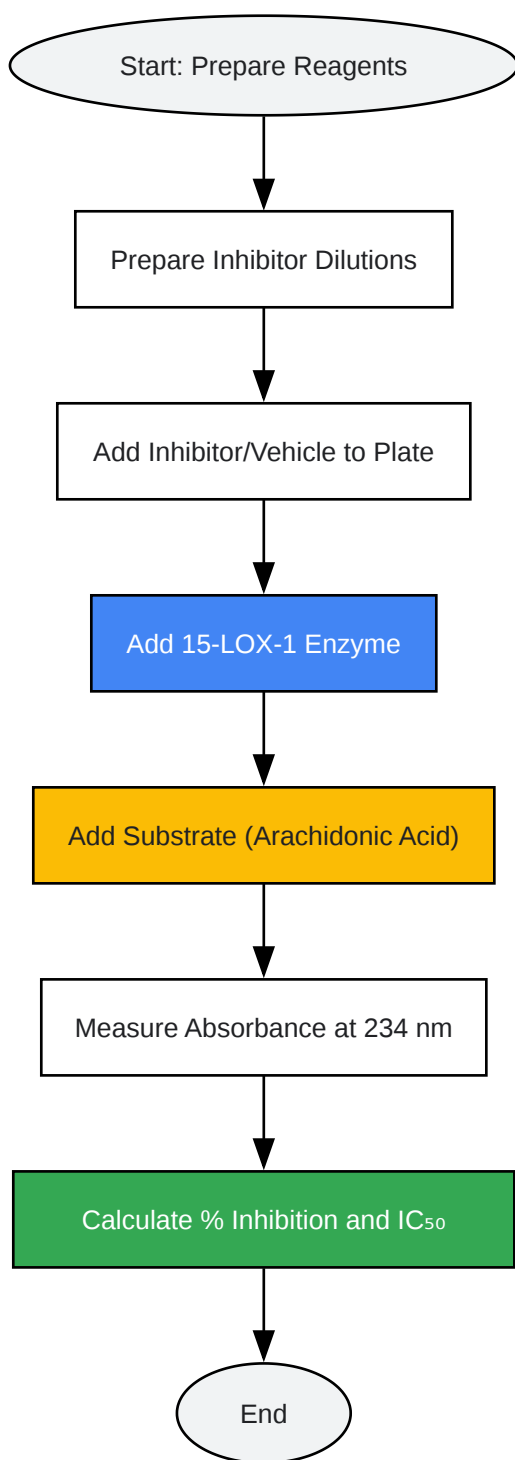 Start: Prepare Reagents
Prepare Inhibitor Dilutions
Add Inhibitor/Vehicle to Plate
Add 15-LOX-1 Enzyme
Add Substrate (Arachidonic Acid)
Measure Absorbance at 234 nm
Calculate % Inhibition and IC₅₀
End